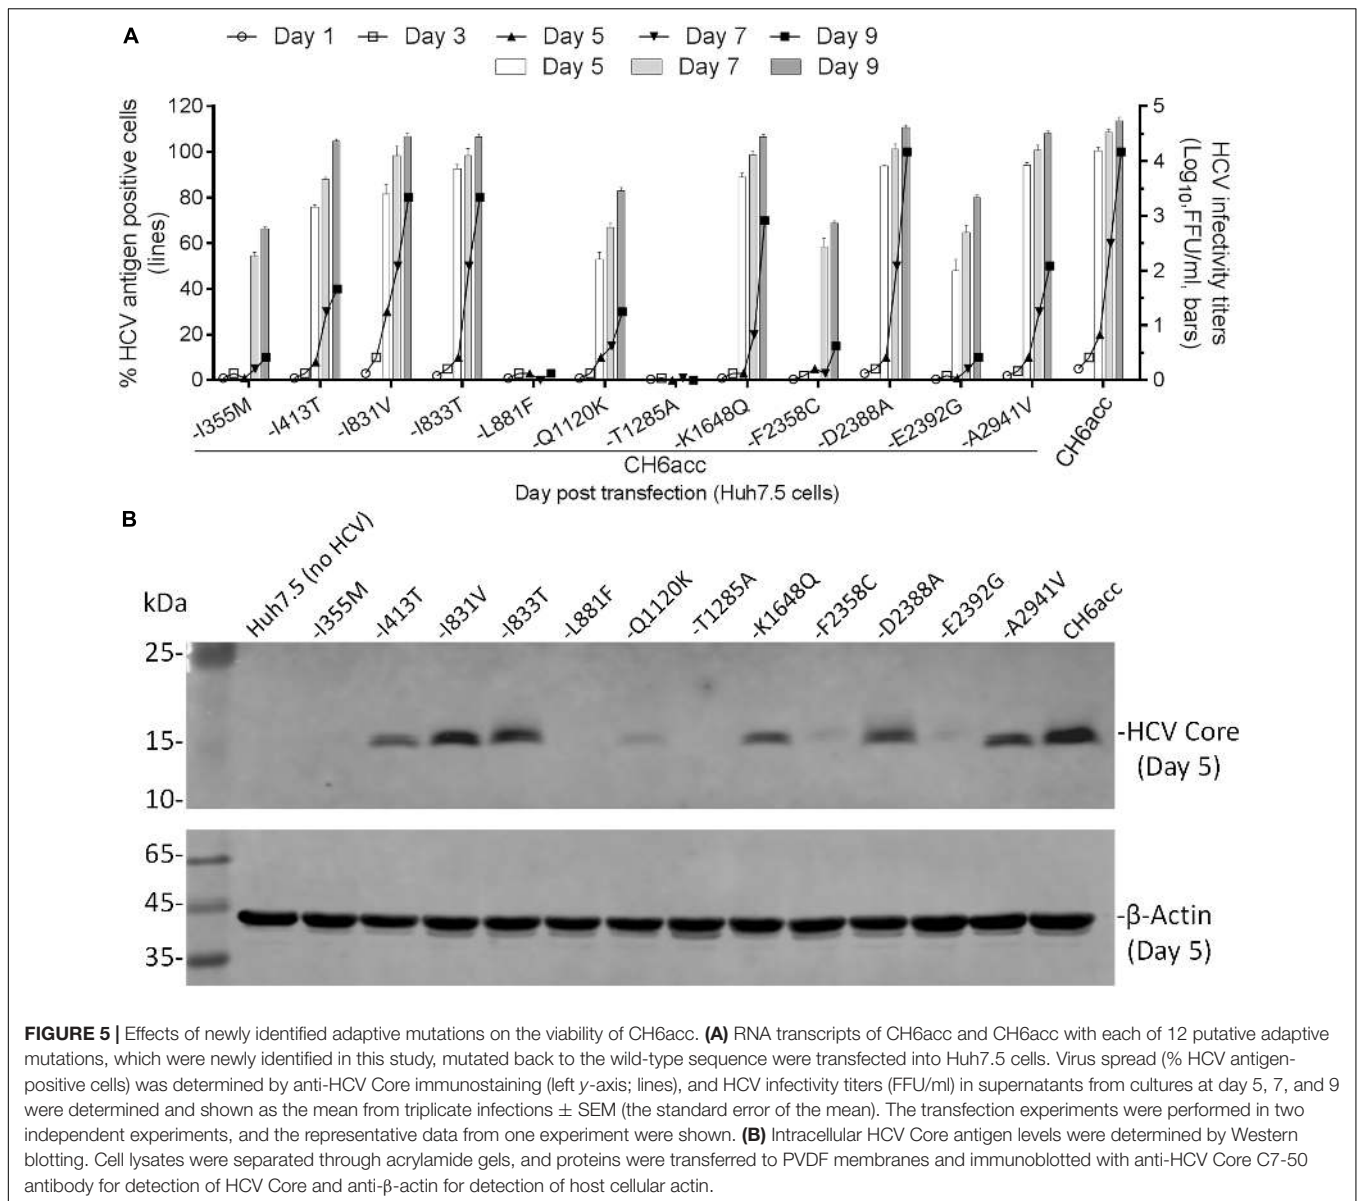 A
Day 1 Day 3 Day 5 Day 7 Day 9
Day 5 Day 7 Day 9
% HCV antigen positive cells
(lines)
120
100
80
60
40
20
0
5
4
3
2
1
0
HCV infectivity titers
(Log10,FFU/ml, bars)
-I355M -I413T -I831V -I833T -L881F -Q1120K -T1285A -K1648Q -F2358C -D2388A -E2392G -A2941V CH6acc
CH6acc
Day post transfection (Huh7.5 cells)
B
kDa
Huh7.5 (no HCV) -I355M -I413T -I831V -I833T -L881F -Q1120K -T1285A -K1648Q -F2358C -D2388A -E2392G -A2941V CH6acc
25-
15-
10-
-HCV Core
(Day 5)
65-
45-
35-
-β-Actin
(Day 5)
FIGURE 5 | Effects of newly identified adaptive mutations on the viability of CH6acc. (A) RNA transcripts of CH6acc and CH6acc with each of 12 putative adaptive
mutations, which were newly identified in this study, mutated back to the wild-type sequence were transfected into Huh7.5 cells. Virus spread (% HCV antigen-
positive cells) was determined by anti-HCV Core immunostaining (left y-axis; lines), and HCV infectivity titers (FFU/ml) in supernatants from cultures at day 5, 7, and 9
were determined and shown as the mean from triplicate infections ± SEM (the standard error of the mean). The transfection experiments were performed in two
independent experiments, and the representative data from one experiment were shown. (B) Intracellular HCV Core antigen levels were determined by Western
blotting. Cell lysates were separated through acrylamide gels, and proteins were transferred to PVDF membranes and immunoblotted with anti-HCV Core C7-50
antibody for detection of HCV Core and anti-β-actin for detection of host cellular actin.